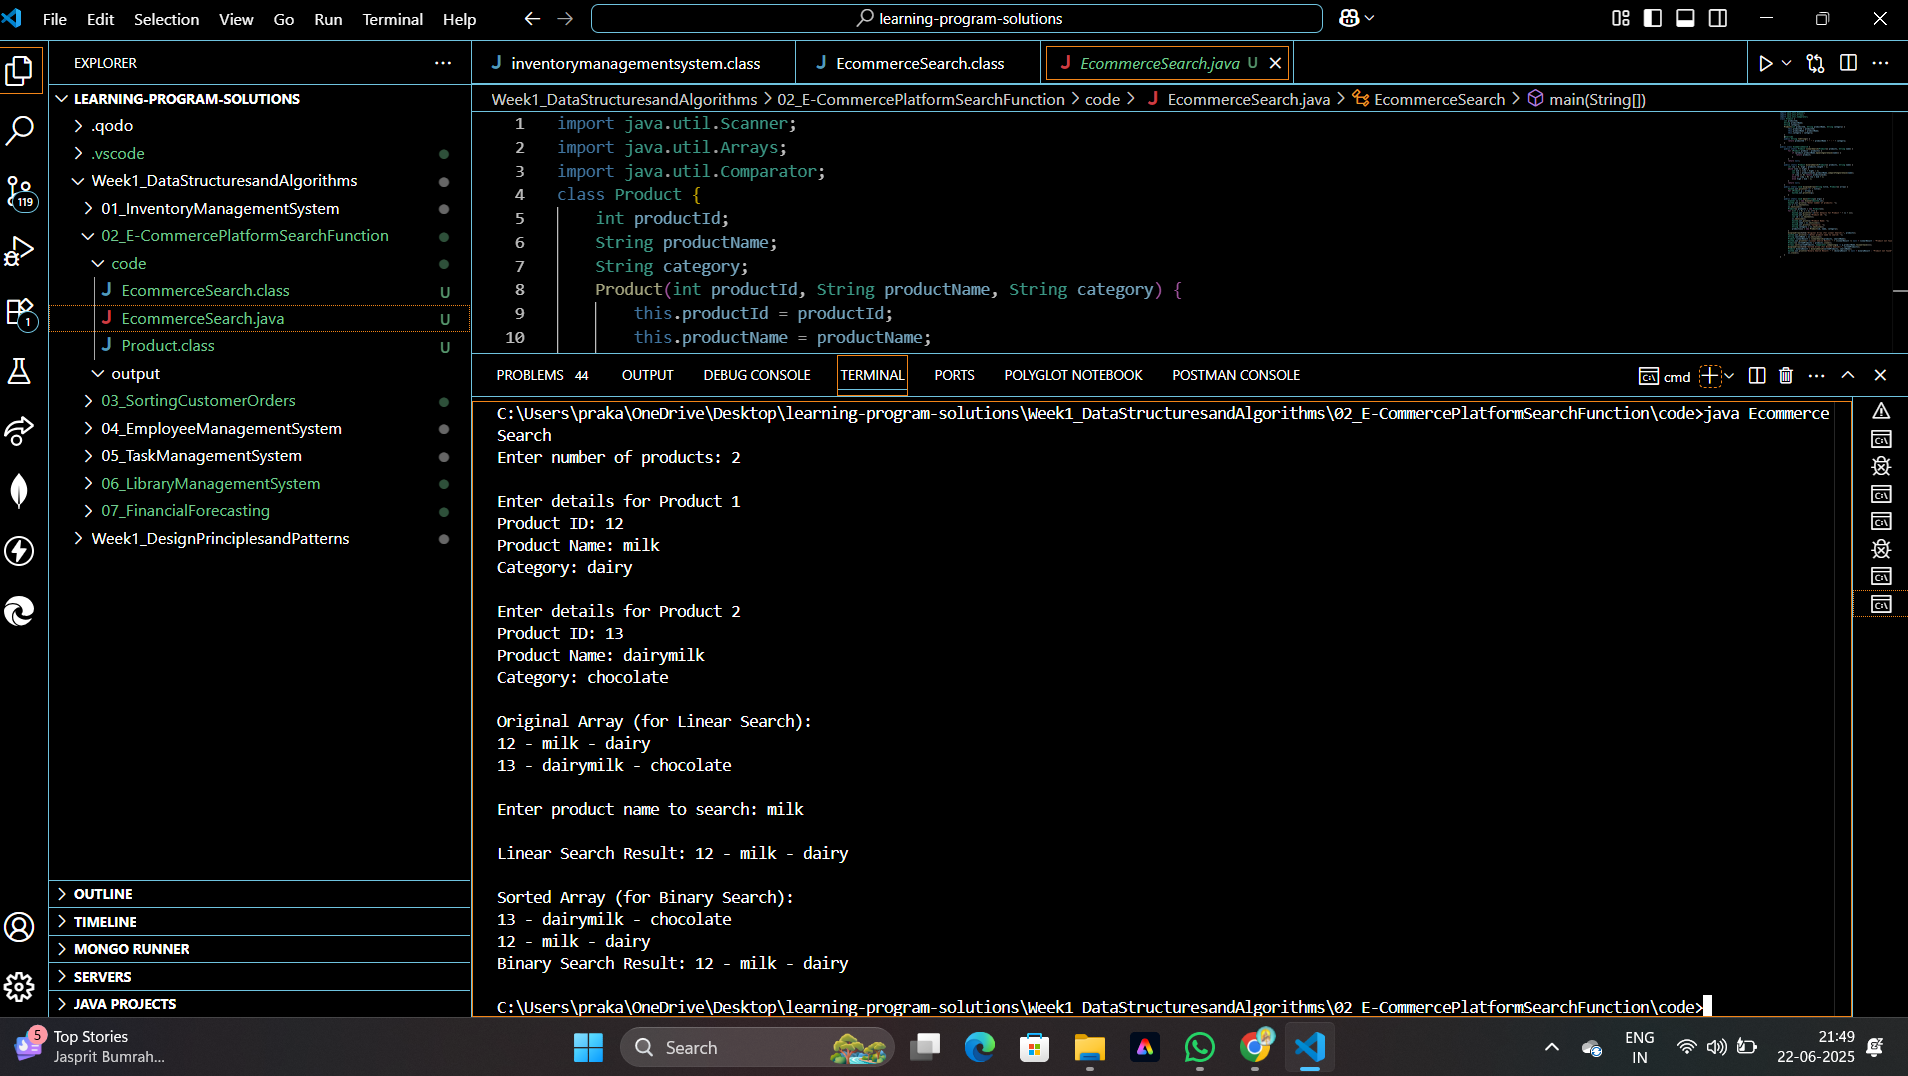 File Edit Selection View Go Run Terminal Help
learning-program-solutions
EXPLORER
LEARNING-PROGRAM-SOLUTIONS
.qodo
.vscode
Week1_DataStructuresandAlgorithms
01_InventoryManagementSystem
02_E-CommercePlatformSearchFunction
code
EcommerceSearch.class U
EcommerceSearch.java U
Product.class U
output
03_SortingCustomerOrders
04_EmployeeManagementSystem
05_TaskManagementSystem
06_LibraryManagementSystem
07_FinancialForecasting
Week1_DesignPrinciplesandPatterns
OUTLINE
TIMELINE
MONGO RUNNER
SERVERS
JAVA PROJECTS
119
1
inventorymanagementsystem.class EcommerceSearch.class EcommerceSearch.java U
Week1_DataStructuresandAlgorithms > 02_E-CommercePlatformSearchFunction > code > EcommerceSearch.java > EcommerceSearch > main(String[])
1 import java.util.Scanner;
2 import java.util.Arrays;
3 import java.util.Comparator;
4 class Product {
5 int productId;
6 String productName;
7 String category;
8 Product(int productId, String productName, String category) {
9 this.productId = productId;
10 this.productName = productName;
PROBLEMS 44 OUTPUT DEBUG CONSOLE TERMINAL PORTS POLYGLOT NOTEBOOK POSTMAN CONSOLE
cmd
C:\Users\praka\OneDrive\Desktop\learning-program-solutions\Week1_DataStructuresandAlgorithms\02_E-CommercePlatformSearchFunction\code>java Ecommerce
Search
Enter number of products: 2
Enter details for Product 1
Product ID: 12
Product Name: milk
Category: dairy
Enter details for Product 2
Product ID: 13
Product Name: dairymilk
Category: chocolate
Original Array (for Linear Search):
12 - milk - dairy
13 - dairymilk - chocolate
Enter product name to search: milk
Linear Search Result: 12 - milk - dairy
Sorted Array (for Binary Search):
13 - dairymilk - chocolate
12 - milk - dairy
Binary Search Result: 12 - milk - dairy
C:\Users\praka\OneDrive\Desktop\learning-program-solutions\Week1_DataStructuresandAlgorithms\02_E-CommercePlatformSearchFunction\code>
5
Top Stories
Jasprit Bumrah...
Search
ENG
IN
21:49
22-06-2025